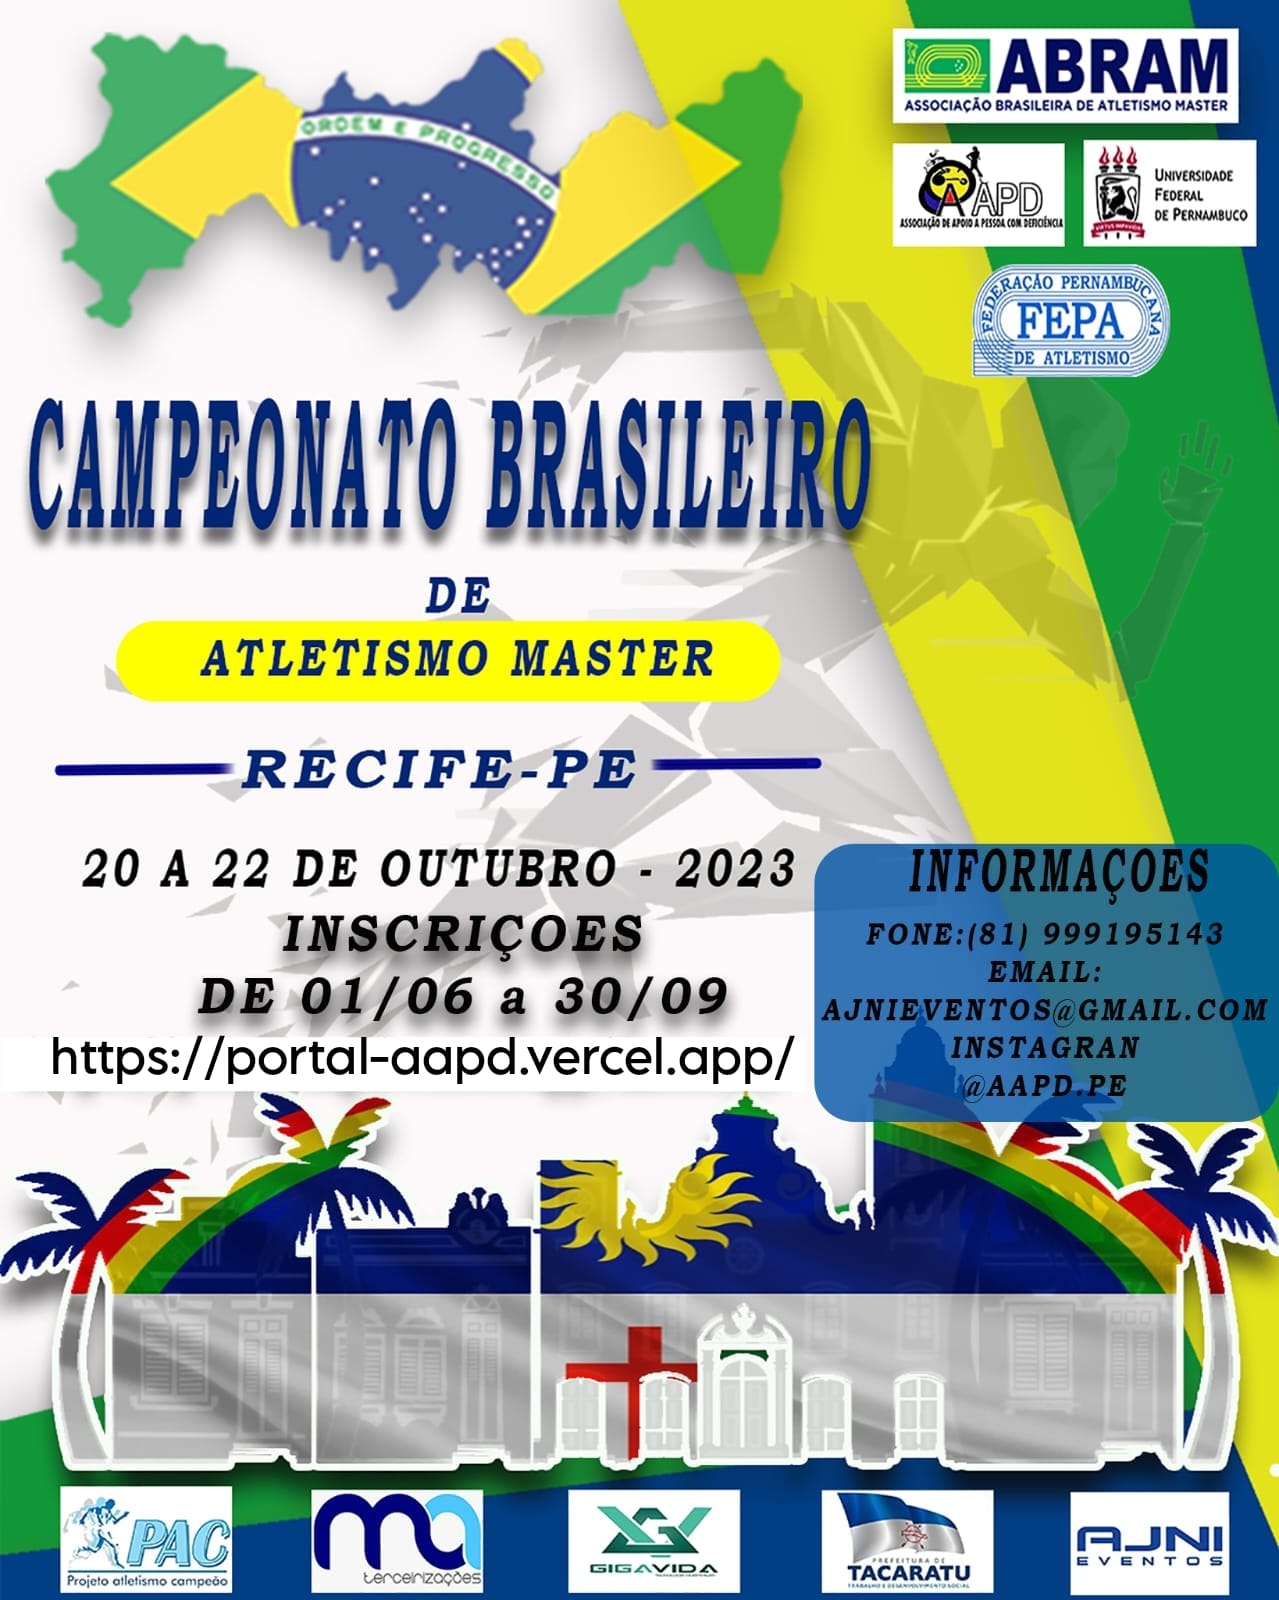 ORDEM E PROGRESSO
ABRAM
ASSOCIAÇÃO BRASILEIRA DE ATLETISMO MASTER
AAPD
ASSOCIAÇÃO DE APOIO A PESSOA COM DEFICIÊNCIA
UNIVERSIDADE
FEDERAL
DE PERNAMBUCO
VIRTUS IMPAVIDA
FEDERAÇÃO PERNAMBUCANA
FEPA
DE ATLETISMO
CAMPEONATO BRASILEIRO
DE
ATLETISMO MASTER
RECIFE-PE
20 A 22 DE OUTUBRO - 2023
INSCRIÇOES
DE 01/06 a 30/09
https://portal-aapd.vercel.app/
INFORMAÇOES
FONE:(81) 999195143
EMAIL:
AJNIEVENTOS@GMAIL.COM
INSTAGRAN
@AAPD.PE
PAC
Projeto atletismo campeão
ma
terceirizações
GIGAVIDA
PREFEITURA DE
TACARATU
TRABALHO E DESENVOLVIMENTO SOCIAL
AJNI
EVENTOS